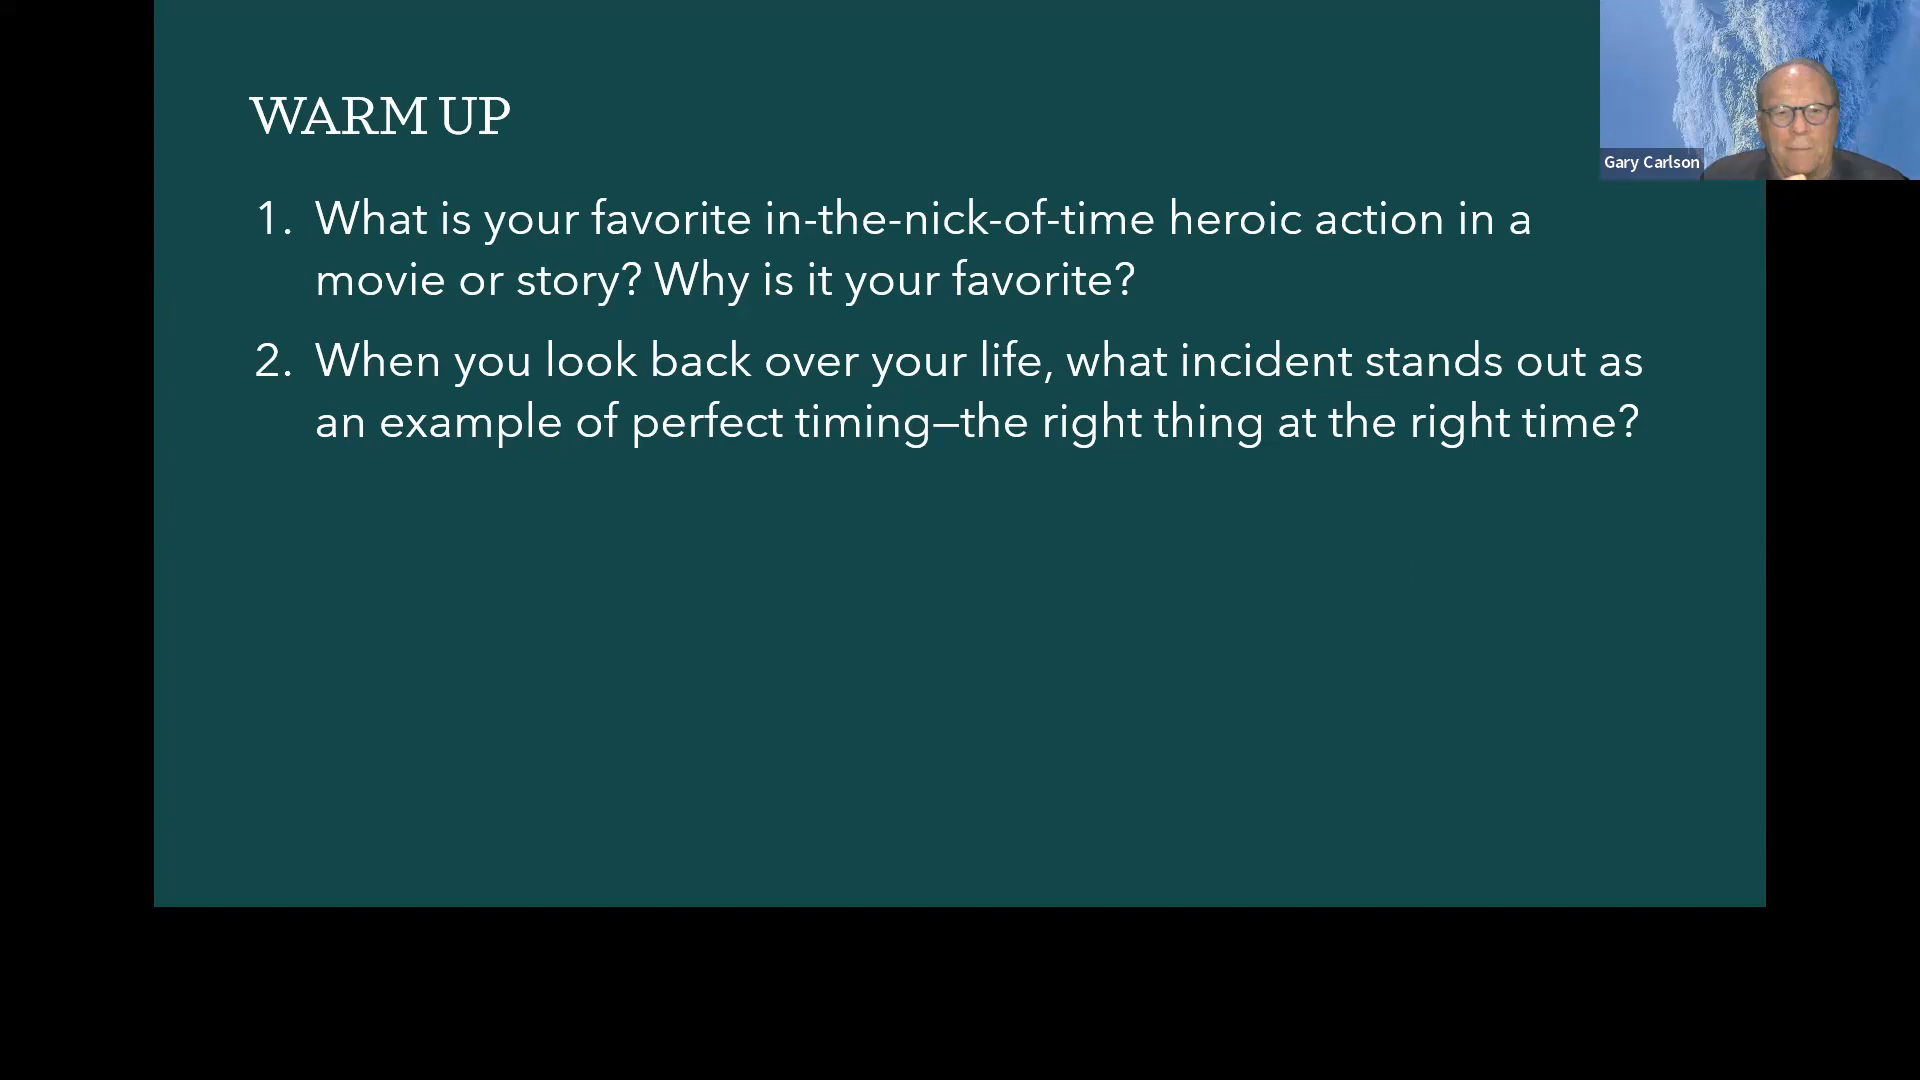 WARM UP
Gary Carlson
1. What is your favorite in-the-nick-of-time heroic action in a
movie or story? Why is it your favorite?
2. When you look back over your life, what incident stands out as
an example of perfect timing—the right thing at the right time?